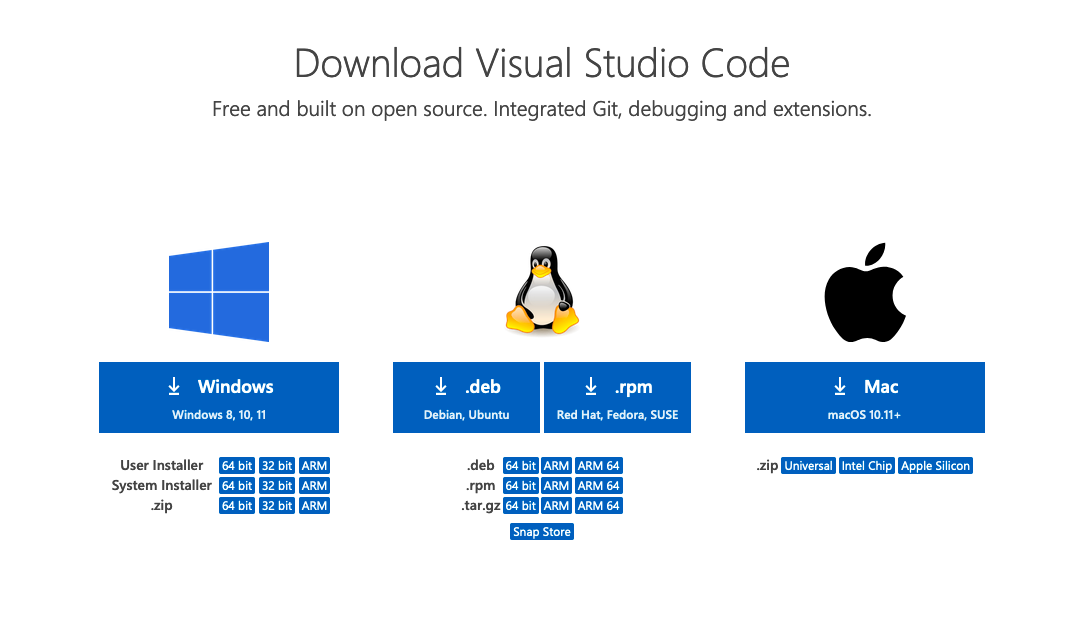 Download Visual Studio Code
Free and built on open source. Integrated Git, debugging and extensions.
Windows
Windows 8, 10, 11
User Installer 64 bit 32 bit ARM
System Installer 64 bit 32 bit ARM
.zip 64 bit 32 bit ARM
.deb
Debian, Ubuntu
.rpm
Red Hat, Fedora, SUSE
.deb 64 bit ARM ARM 64
.rpm 64 bit ARM ARM 64
.tar.gz 64 bit ARM ARM 64
Snap Store
Mac
macOS 10.11+
.zip Universal Intel Chip Apple Silicon